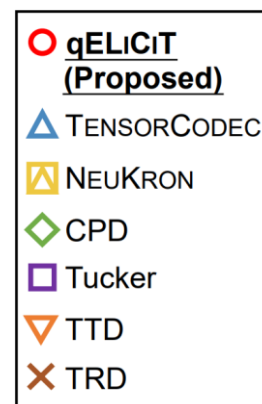 qELICIT
(Proposed)
TENSORCODEC
NEUKRON
CPD
Tucker
TTD
TRD